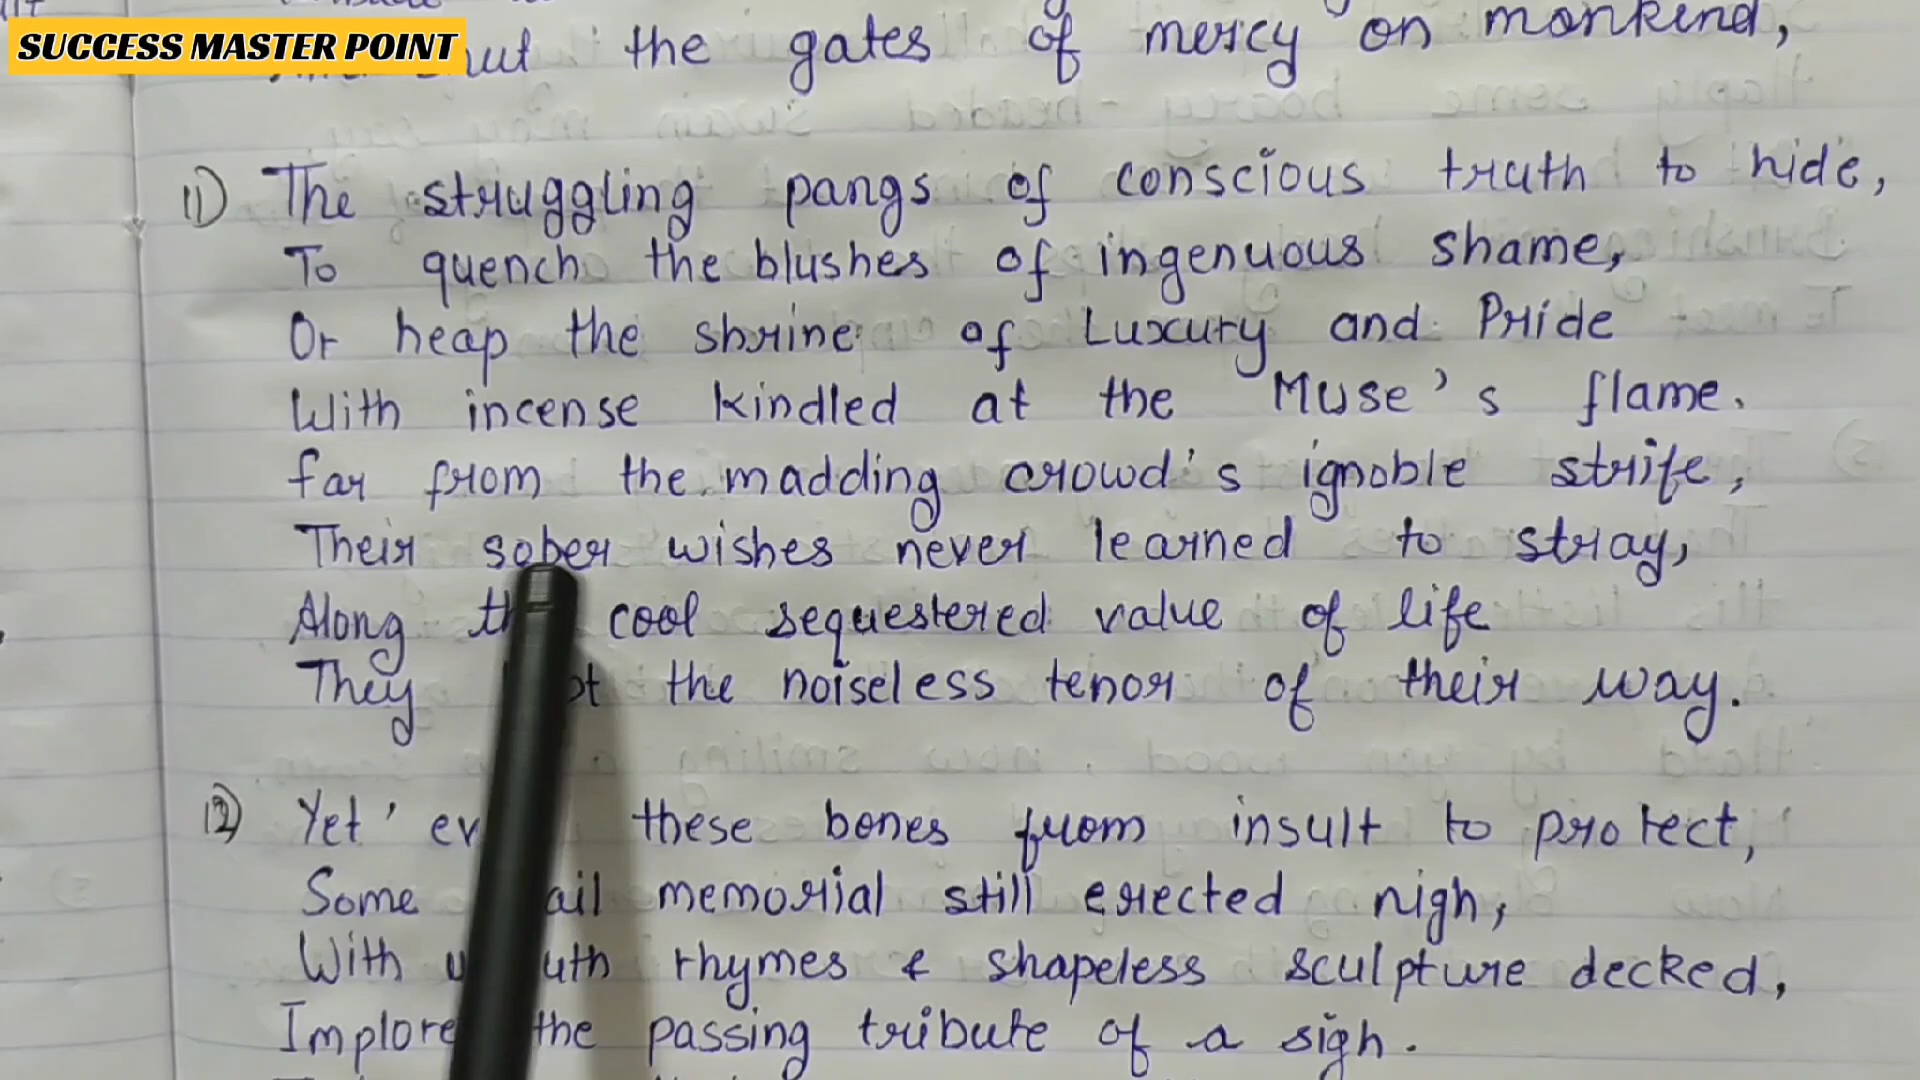 SUCCESS MASTER POINT
the gates of mercy on mankind,
11) The struggling pangs of conscious truth to hide,
To quench the blushes of ingenuous shame,
Or heap the shrine of Luxury and Pride
With incense kindled at the Muse's flame.
far from the madding crowd's ignoble strife,
Their sober wishes never learned to stray,
Along the cool sequestered value of life
They the noiseless tenor of their way.
12) Yet' these bones from insult to protect,
Some memorial still erected nigh,
With rhymes & shapeless sculpture decked,
Implore the passing tribute of a sigh.